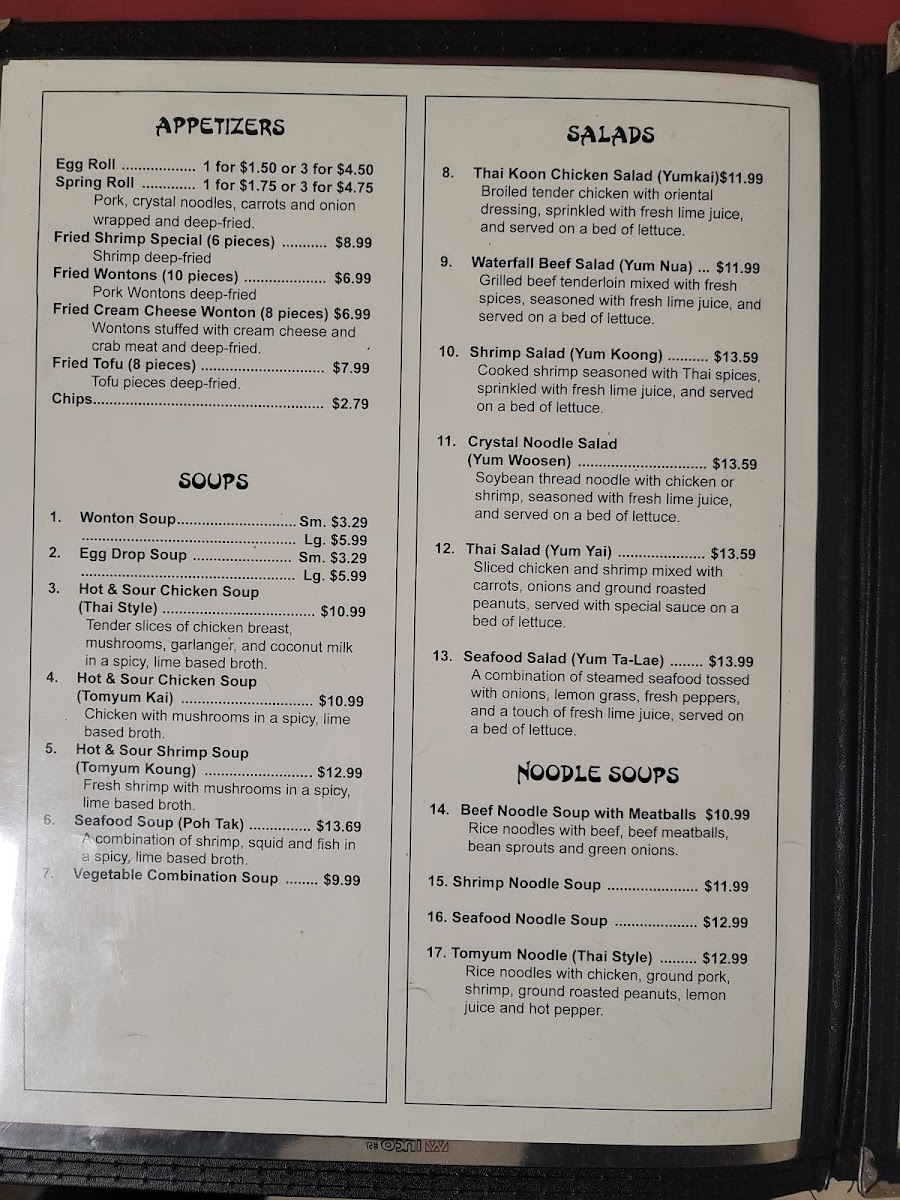 APPETIZERS
Egg Roll .................. 1 for $1.50 or 3 for $4.50
Spring Roll ............. 1 for $1.75 or 3 for $4.75
Pork, crystal noodles, carrots and onion
wrapped and deep-fried.
Fried Shrimp Special (6 pieces) ........... $8.99
Shrimp deep-fried
Fried Wontons (10 pieces) .................... $6.99
Pork Wontons deep-fried
Fried Cream Cheese Wonton (8 pieces) $6.99
Wontons stuffed with cream cheese and
crab meat and deep-fried.
Fried Tofu (8 pieces) .............................. $7.99
Tofu pieces deep-fried.
Chips........................................................ $2.79
SOUPS
1. Wonton Soup............................. Sm. $3.29
.................................................... Lg. $5.99
2. Egg Drop Soup ........................ Sm. $3.29
.................................................... Lg. $5.99
3. Hot & Sour Chicken Soup
(Thai Style) ..................................... $10.99
Tender slices of chicken breast,
mushrooms, garlanger, and coconut milk
in a spicy, lime based broth.
4. Hot & Sour Chicken Soup
(Tomyum Kai) ................................ $10.99
Chicken with mushrooms in a spicy, lime
based broth.
5. Hot & Sour Shrimp Soup
(Tomyum Koung) .......................... $12.99
Fresh shrimp with mushrooms in a spicy,
lime based broth.
6. Seafood Soup (Poh Tak) ............... $13.69
A combination of shrimp, squid and fish in
a spicy, lime based broth.
7. Vegetable Combination Soup ........ $9.99
SALADS
8. Thai Koon Chicken Salad (Yumkai)$11.99
Broiled tender chicken with oriental
dressing, sprinkled with fresh lime juice,
and served on a bed of lettuce.
9. Waterfall Beef Salad (Yum Nua) ... $11.99
Grilled beef tenderloin mixed with fresh
spices, seasoned with fresh lime juice, and
served on a bed of lettuce.
10. Shrimp Salad (Yum Koong) .......... $13.59
Cooked shrimp seasoned with Thai spices,
sprinkled with fresh lime juice, and served
on a bed of lettuce.
11. Crystal Noodle Salad
(Yum Woosen) ............................... $13.59
Soybean thread noodle with chicken or
shrimp, seasoned with fresh lime juice,
and served on a bed of lettuce.
12. Thai Salad (Yum Yai) ..................... $13.59
Sliced chicken and shrimp mixed with
carrots, onions and ground roasted
peanuts, served with special sauce on a
bed of lettuce.
13. Seafood Salad (Yum Ta-Lae) ........ $13.99
A combination of steamed seafood tossed
with onions, lemon grass, fresh peppers,
and a touch of fresh lime juice, served on
a bed of lettuce.
NOODLE SOUPS
14. Beef Noodle Soup with Meatballs $10.99
Rice noodles with beef, beef meatballs,
bean sprouts and green onions.
15. Shrimp Noodle Soup ...................... $11.99
16. Seafood Noodle Soup .................... $12.99
17. Tomyum Noodle (Thai Style) ......... $12.99
Rice noodles with chicken, ground pork,
shrimp, ground roasted peanuts, lemon
juice and hot pepper.